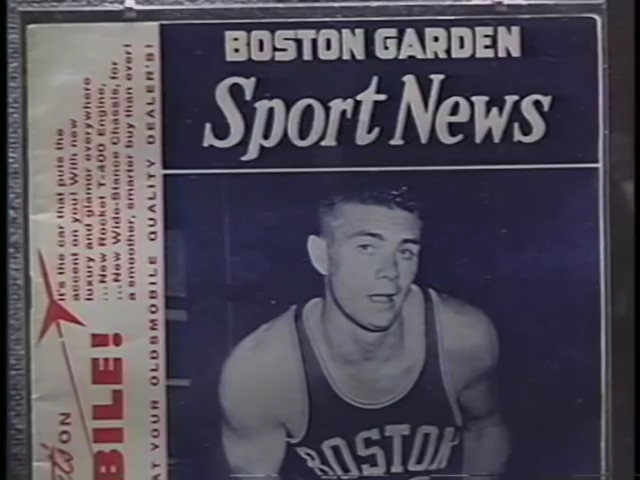 BOSTON GARDEN
Sport News
BOSTON
It's the car that puts the
accent on you! With new
luxury and glamor everywhere
...New Rocket T-400 Engine,
...New Wide-Stance Chassis, for
a smoother, smarter buy than ever!
ON
BILE!
AT YOUR OLDSMOBILE QUALITY DEALER'S!